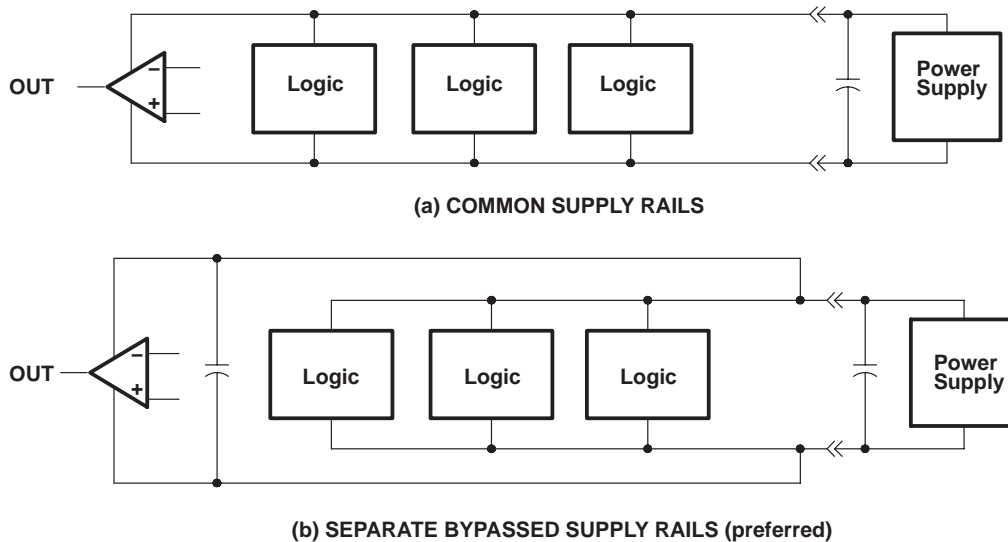 OUT
−
+
Logic
Logic
Logic
Power
Supply
(a) COMMON SUPPLY RAILS
OUT
−
+
Logic
Logic
Logic
Power
Supply
(b) SEPARATE BYPASSED SUPPLY RAILS (preferred)